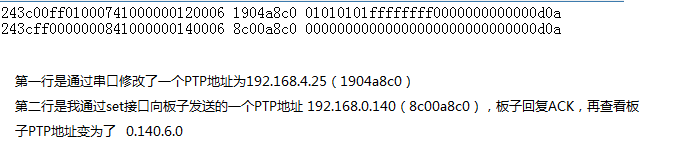 243c00ff01000741000000120006 1904a8c0 01010101ffffffff0000000000000d0a
243cff0000000841000000140006 8c00a8c0 00000000000000000000000000000d0a
第一行是通过串口修改了一个PTP地址为192.168.4.25（1904a8c0）
第二行是我通过set接口向板子发送的一个PTP地址 192.168.0.140（8c00a8c0），板子回复ACK，再查看板
子PTP地址变为了 0.140.6.0